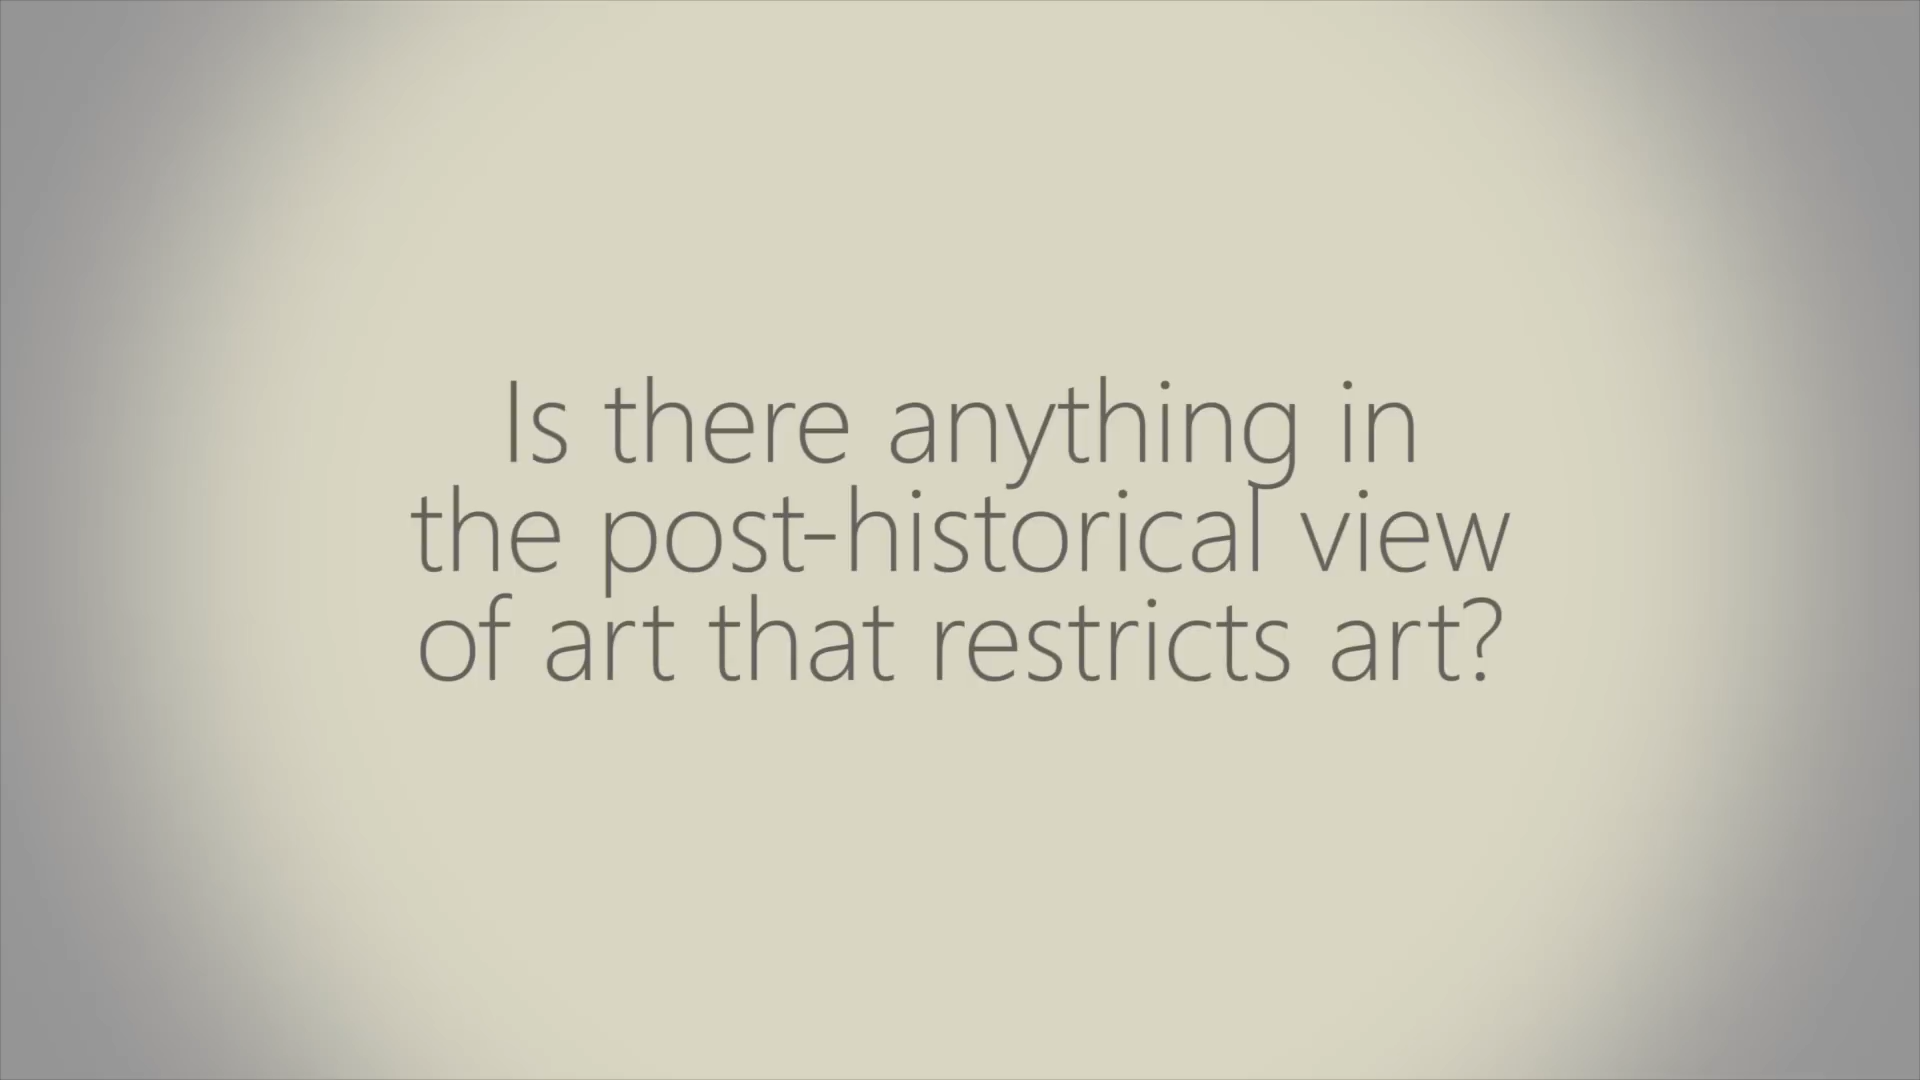 Is there anything in
the post-historical view
of art that restricts art?